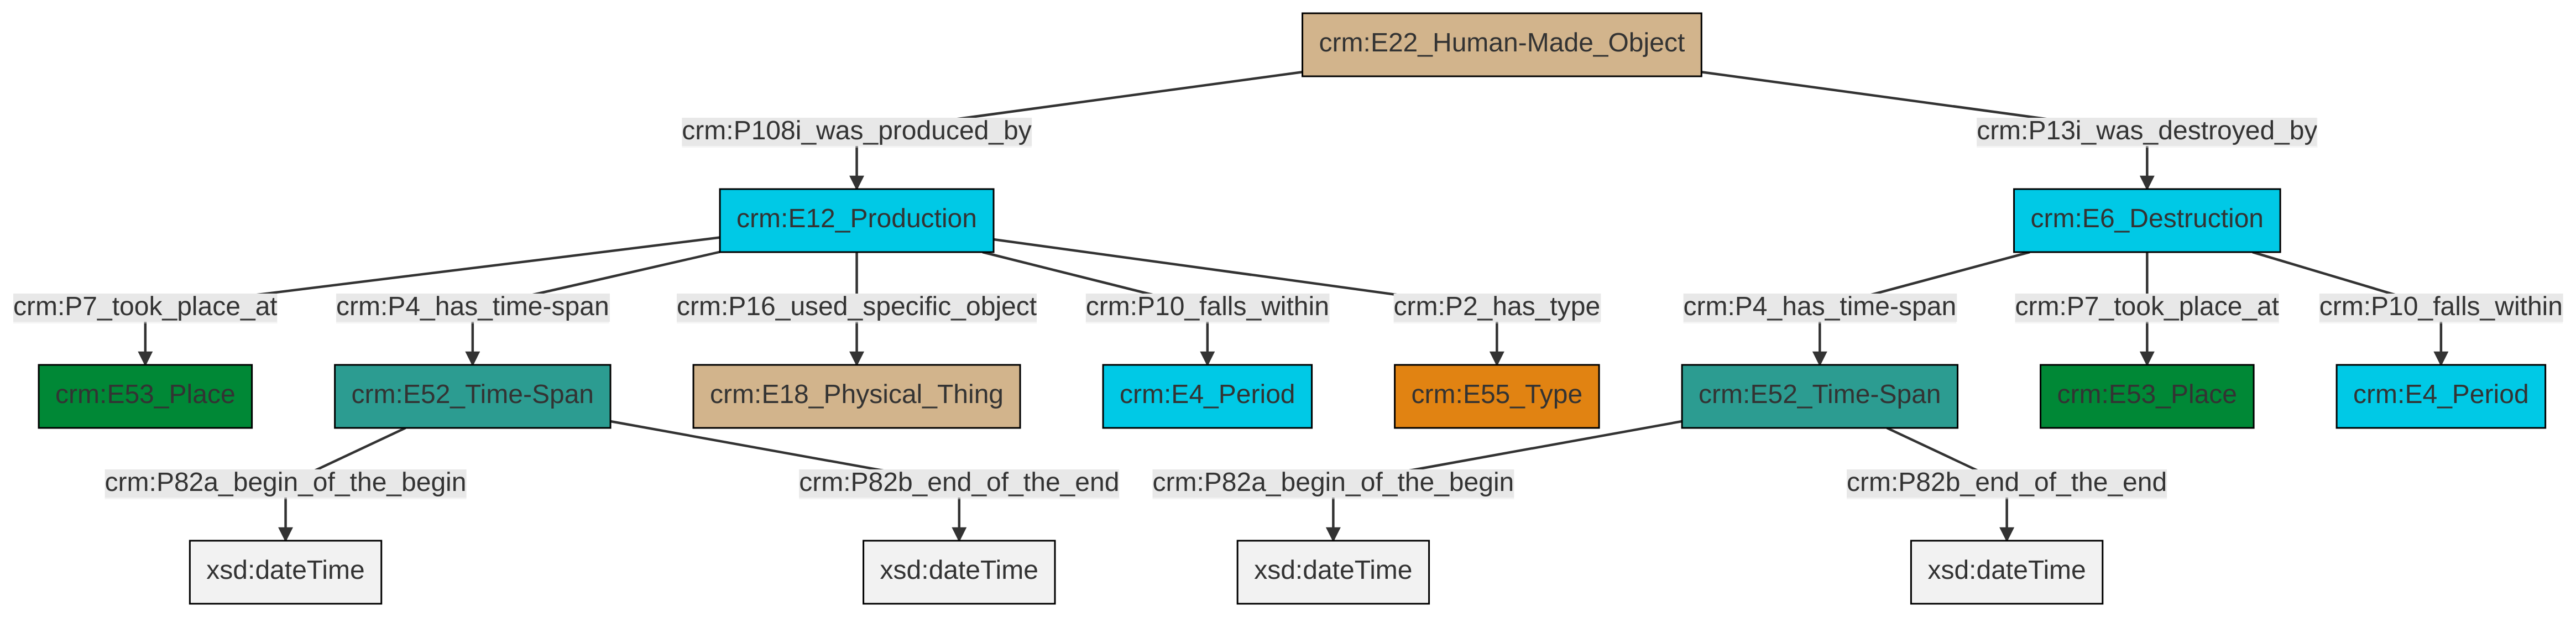 crm:E22_Human-Made_Object
crm:P108i_was_produced_by
crm:P13i_was_destroyed_by
crm:E12_Production
crm:E6_Destruction
crm:P7_took_place_at
crm:P4_has_time-span
crm:P16_used_specific_object
crm:P10_falls_within
crm:P2_has_type
crm:P4_has_time-span
crm:P7_took_place_at
crm:P10_falls_within
crm:E53_Place
crm:E52_Time-Span
crm:E18_Physical_Thing
crm:E4_Period
crm:E55_Type
crm:E52_Time-Span
crm:E53_Place
crm:E4_Period
crm:P82a_begin_of_the_begin
crm:P82b_end_of_the_end
crm:P82a_begin_of_the_begin
crm:P82b_end_of_the_end
xsd:dateTime
xsd:dateTime
xsd:dateTime
xsd:dateTime